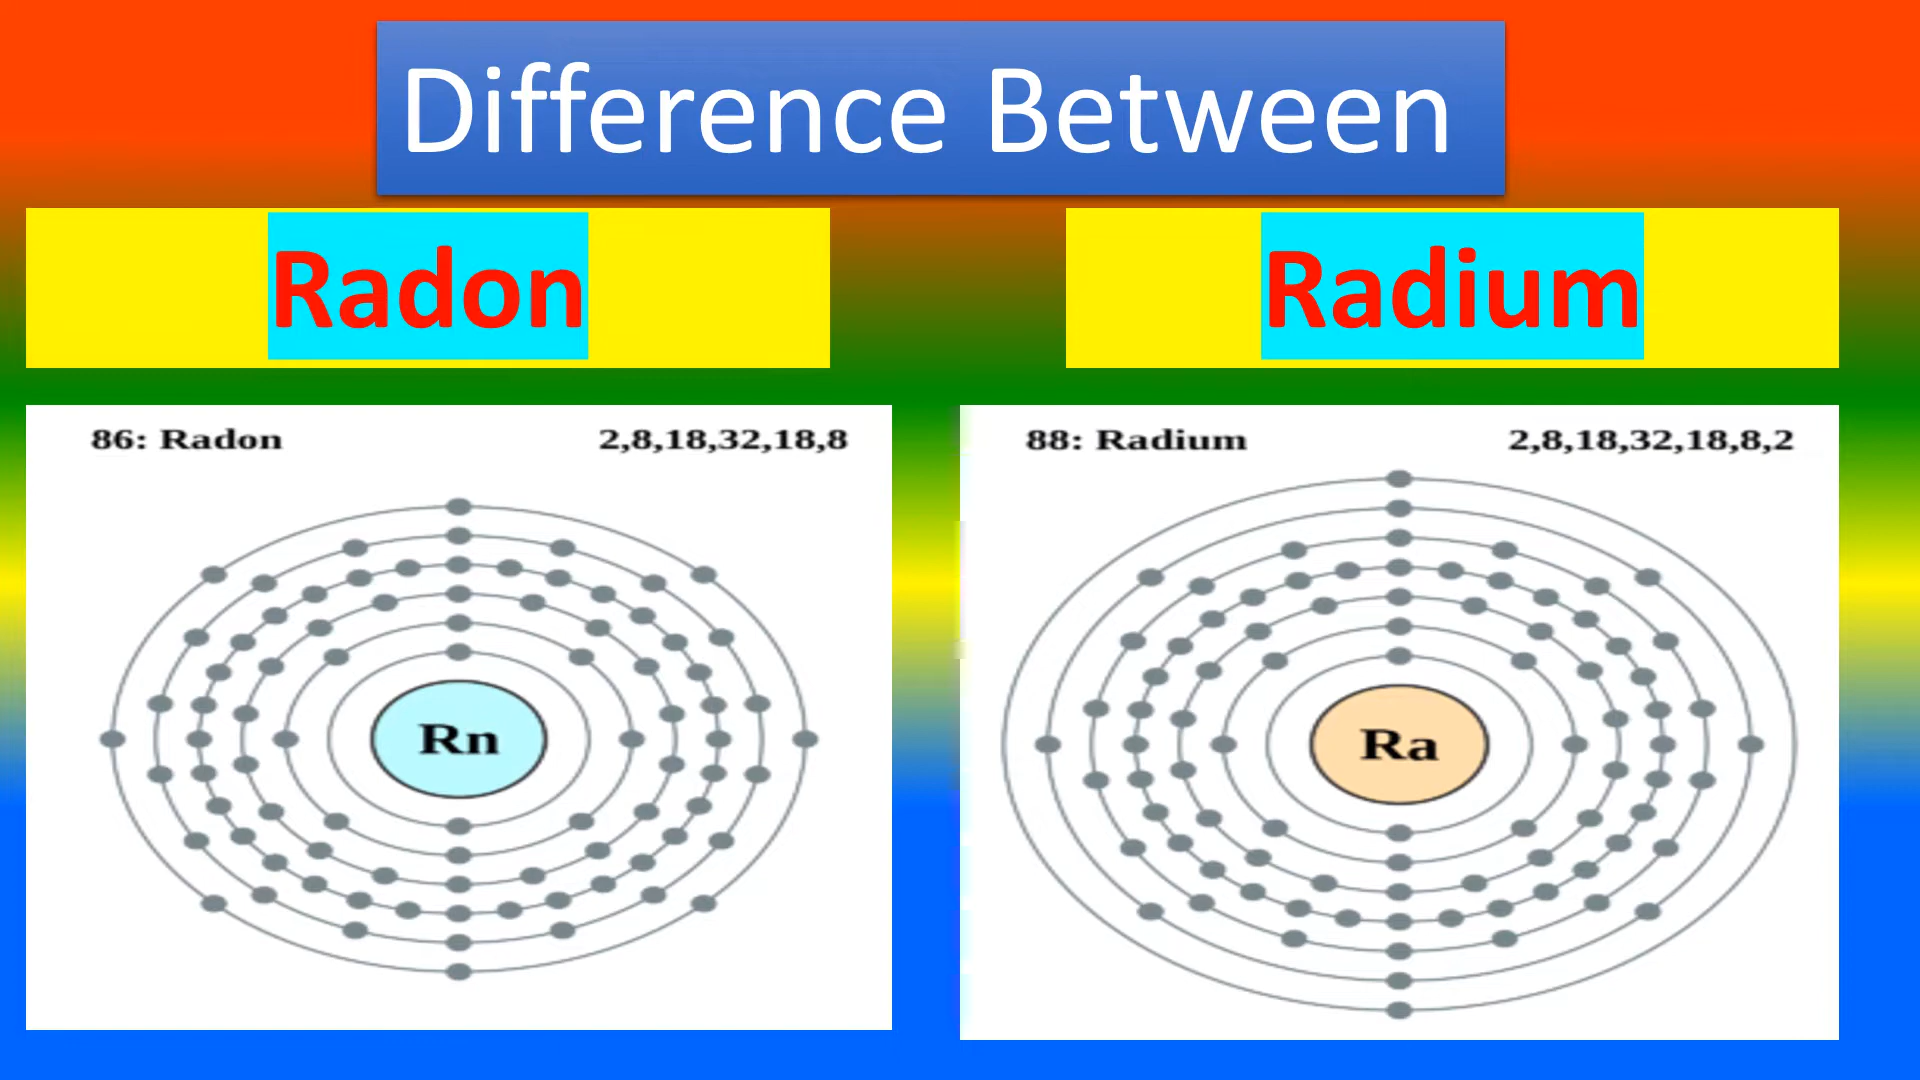 Difference Between
Radon
Radium
86: Radon
2,8,18,32,18,8
Rn
88: Radium
2,8,18,32,18,8,2
Ra